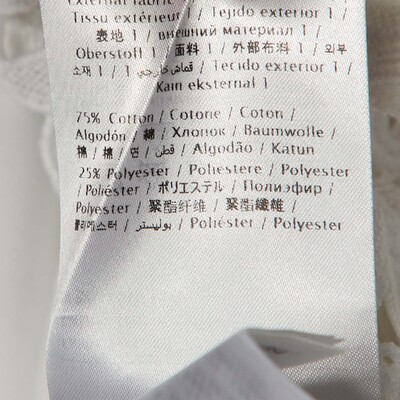 External fabric 1 /
Tissu extérieur 1 / Tejido exterior 1 /
表地 1 / внешний материал 1 /
Oberstoff 1 / 面料 1 / 外部布料 1 / 외부
소재 1 / 1 قماش خارجي / Tecido exterior 1 /
Kain eksternal 1
75% Cotton / Cotone / Coton /
Algodón / 綿 / Хлопок / Baumwolle /
棉 / 棉 / 면 / قطن / Algodão / Katun
25% Polyester / Poliestere / Polyester
/ Poliéster / ポリエステル / Полиэфир /
Polyester / 聚酯纤维 / 聚酯纖維 /
폴리에스터 / بوليستر / Poliéster / Polyester